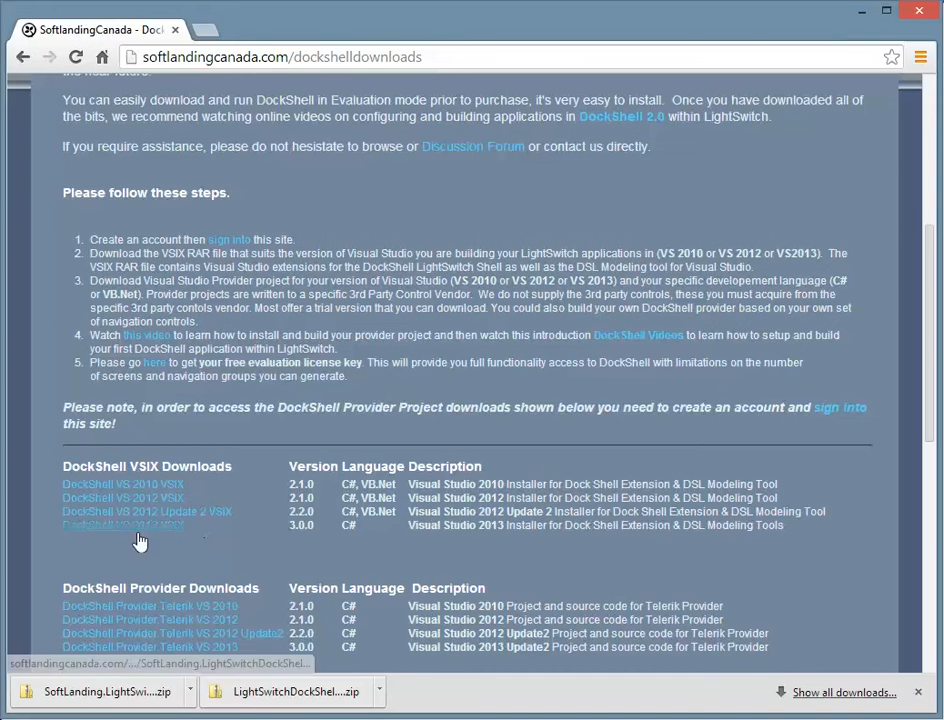 SoftlandingCanada - Dock
softlandingcanada.com/dockshelldownloads
the near future.
You can easily download and run DockShell in Evaluation mode prior to purchase, it's very easy to install. Once you have downloaded all of
the bits, we recommend watching online videos on configuring and building applications in DockShell 2.0 within LightSwitch.
If you require assistance, please do not hesistate to browse or Discussion Forum or contact us directly.
Please follow these steps.
1. Create an account then sign into this site.
2. Download the VSIX RAR file that suits the version of Visual Studio you are building your LightSwitch applications in (VS 2010 or VS 2012 or VS2013). The
VSIX RAR file contains Visual Studio extensions for the DockShell LightSwitch Shell as well as the DSL Modeling tool for Visual Studio.
3. Download Visual Studio Provider project for your version of Visual Studio (VS 2010 or VS 2012 or VS 2013) and your specific developement language (C#
or VB.Net). Provider projects are written to a specific 3rd Party Control Vendor. We do not supply the 3rd party controls, these you must acquire from the
specific 3rd party contols vendor. Most offer a trial version that you can download. You could also build your own DockShell provider based on your own set
of navigation controls.
4. Watch this video to learn how to install and build your provider project and then watch this introduction DockShell Videos to learn how to setup and build
your first DockShell application within LightSwitch.
5. Please go here to get your free evaluation license key. This will provide you full functionality access to DockShell with limitations on the number
of screens and navigation groups you can generate.
Please note, in order to access the DockShell Provider Project downloads shown below you need to create an account and sign into
this site!
DockShell VSIX Downloads Version Language Description
DockShell VS 2010 VSIX 2.1.0 C#, VB.Net Visual Studio 2010 Installer for Dock Shell Extension & DSL Modeling Tool
DockShell VS 2012 VSIX 2.1.0 C#, VB.Net Visual Studio 2012 Installer for Dock Shell Extension & DSL Modeling Tool
DockShell VS 2012 Update 2 VSIX 2.2.0 C#, VB.Net Visual Studio 2012 Update 2 Installer for Dock Shell Extension & DSL Modeling Tool
DockShell VS 2013 VSIX 3.0.0 C# Visual Studio 2013 Installer for Dock Shell Extension & DSL Modeling Tools
DockShell Provider Downloads Version Language Description
DockShell Provider.Telerik VS 2010 2.1.0 C# Visual Studio 2010 Project and source code for Telerik Provider
DockShell Provider.Telerik VS 2012 2.1.0 C# Visual Studio 2012 Project and source code for Telerik Provider
DockShell Provider.Telerik VS 2012 Update2 2.2.0 C# Visual Studio 2012 Update2 Project and source code for Telerik Provider
DockShell Provider.Telerik VS 2013 3.0.0 C# Visual Studio 2013 Update2 Project and source code for Telerik Provider
softlandingcanada.com/.../SoftLanding.LightSwitchDockShel...
SoftLanding.LightSwi....zip LightSwitchDockShel....zip Show all downloads...